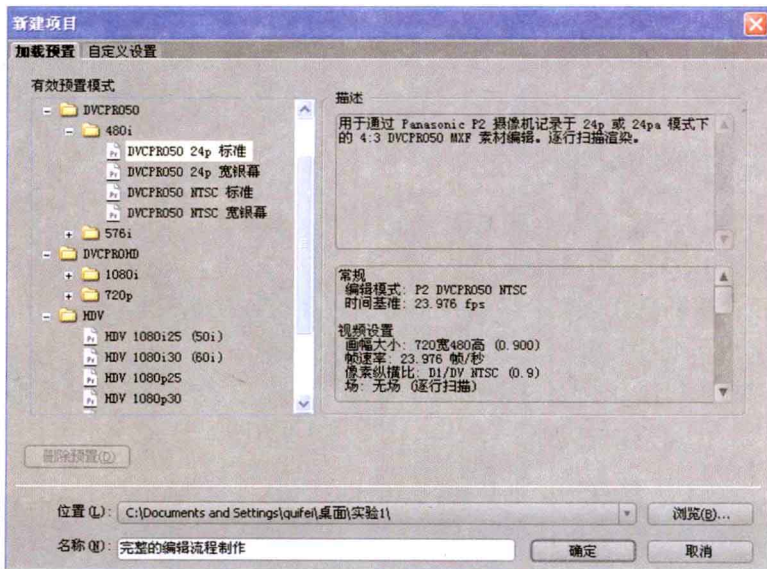 新建项目
加载预置 自定义设置
有效预置模式
DVCPRO50
480i
DVCPRO50 24p 标准
DVCPRO50 24p 宽银幕
DVCPRO50 NTSC 标准
DVCPRO50 NTSC 宽银幕
576i
DVCPROHD
1080i
720p
HDV
HDV 1080i25 (50i)
HDV 1080i30 (60i)
HDV 1080p25
HDV 1080p30
删除预置(D)
描述
用于通过 Panasonic P2 摄像机记录于 24p 或 24pa 模式下
的 4:3 DVCPRO50 MXF 素材编辑。逐行扫描渲染。
常规
编辑模式: P2 DVCPRO50 NTSC
时间基准: 23.976 fps
视频设置
画幅大小: 720宽480高 (0.900)
帧速率: 23.976 帧/秒
像素纵横比: D1/DV NTSC (0.9)
场: 无场 (逐行扫描)
位置(L): C:\Documents and Settings\quifei\桌面\实验1\ 浏览(B)...
名称(N): 完整的编辑流程制作 确定 取消